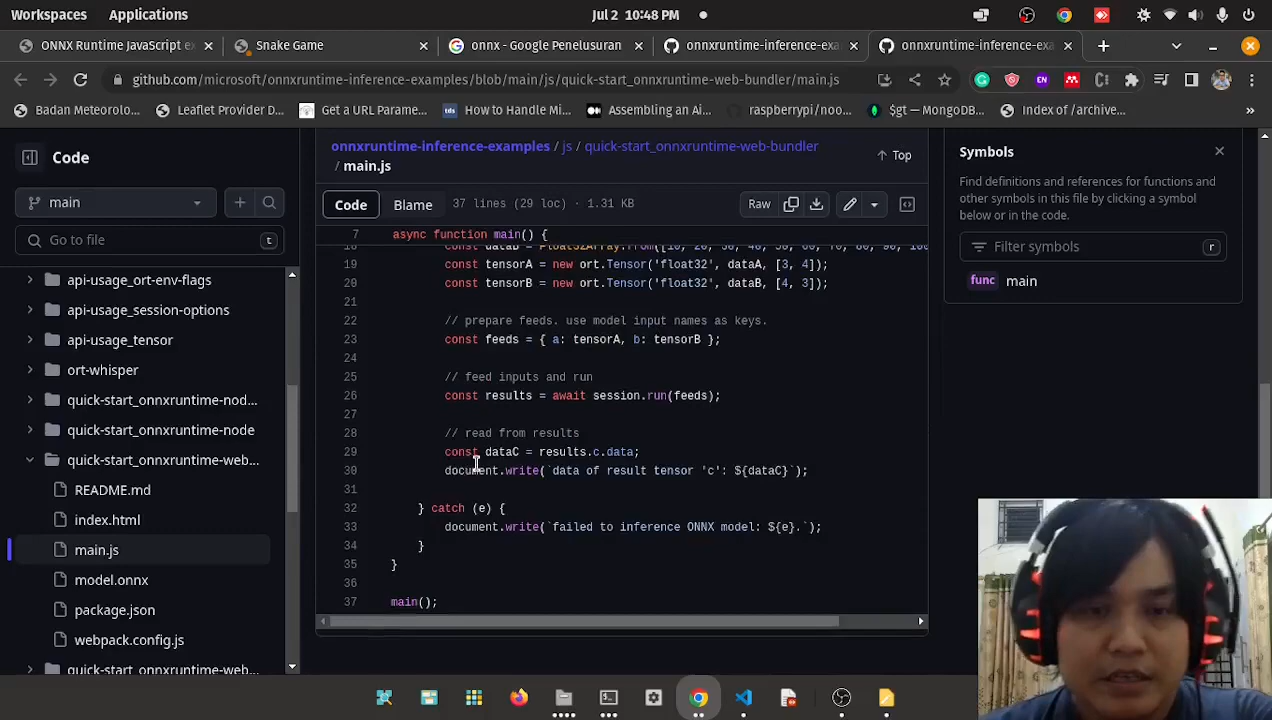 Workspaces
Applications
Jul 2 10:48 PM
ONNX Runtime JavaScript e
Snake Game
onnx - Google Penelusuran
onnxruntime-inference-exa
onnxruntime-inference-exa
github.com/microsoft/onnxruntime-inference-examples/blob/main/js/quick-start_onnxruntime-web-bundler/main.js
Badan Meteorolo...
Leaflet Provider D...
Get a URL Parame...
How to Handle Mi...
Assembling an Ai...
raspberrypi/noo...
$gt — MongoDB...
Index of /archive...
Code
main
Go to file
t
api-usage_ort-env-flags
api-usage_session-options
api-usage_tensor
ort-whisper
quick-start_onnxruntime-nod...
quick-start_onnxruntime-node
quick-start_onnxruntime-web...
README.md
index.html
main.js
model.onnx
package.json
webpack.config.js
quick-start_onnxruntime-web...
onnxruntime-inference-examples / js / quick-start_onnxruntime-web-bundler
/ main.js
Top
Code
Blame
37 lines (29 loc) · 1.31 KB
Raw
7 async function main() {
19 const tensorA = new ort.Tensor('float32', dataA, [3, 4]);
20 const tensorB = new ort.Tensor('float32', dataB, [4, 3]);
21
22 // prepare feeds. use model input names as keys.
23 const feeds = { a: tensorA, b: tensorB };
24
25 // feed inputs and run
26 const results = await session.run(feeds);
27
28 // read from results
29 const dataC = results.c.data;
30 document.write(`data of result tensor 'c': ${dataC}`);
31
32 } catch (e) {
33 document.write(`failed to inference ONNX model: ${e}.`);
34 }
35 }
36
37 main();
Symbols
Find definitions and references for functions and
other symbols in this file by clicking a symbol
below or in the code.
Filter symbols
r
func main